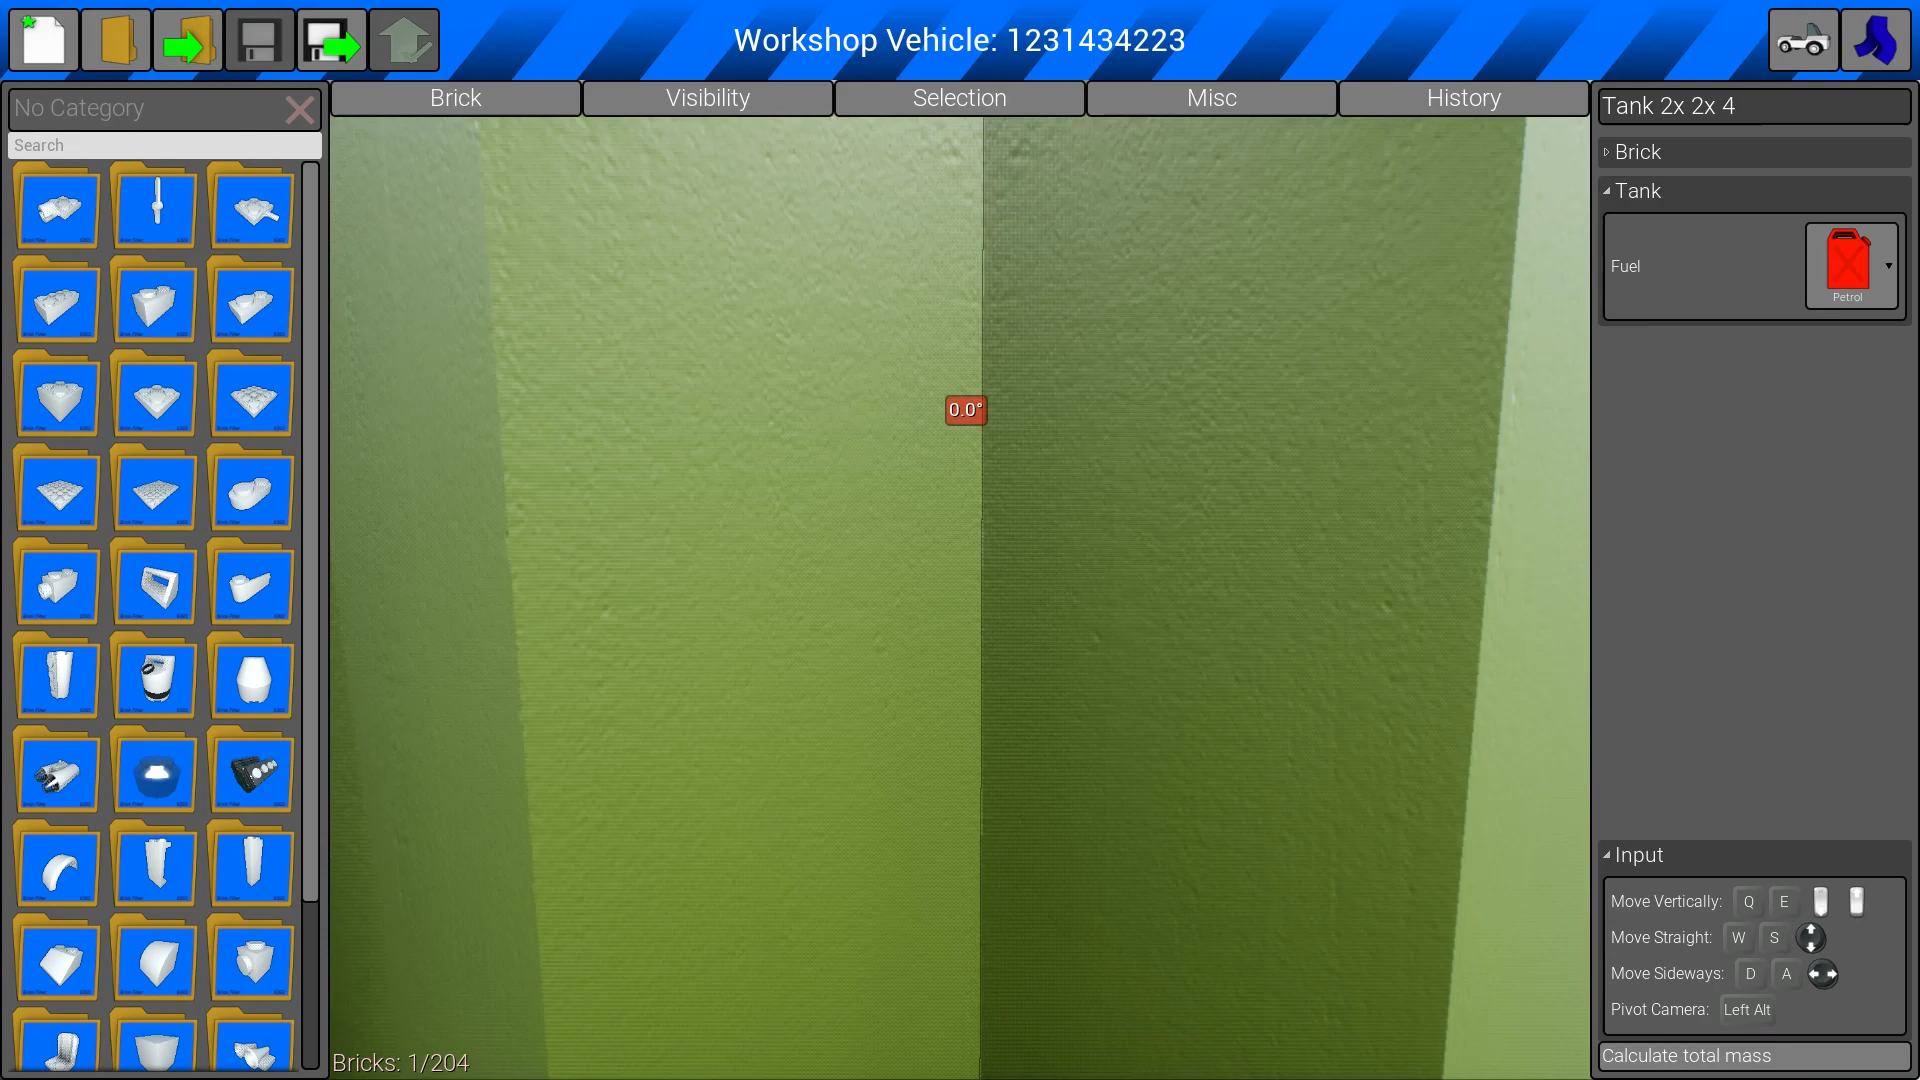 Workshop Vehicle: 1231434223
No Category
Search
Brick
Visibility
Selection
Misc
History
0.0°
Bricks: 1/204
Tank 2x 2x 4
Brick
Tank
Fuel
Petrol
Input
Move Vertically: Q E
Move Straight: W S
Move Sideways: D A
Pivot Camera: Left Alt
Calculate total mass